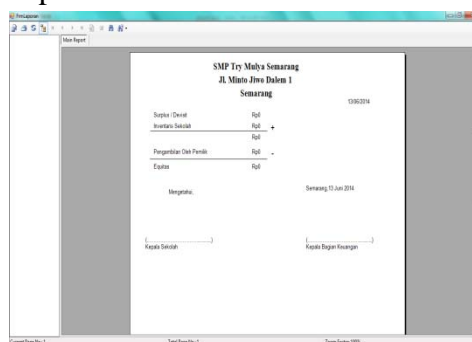 Main Report
SMP Try Mulya Semarang
Jl. Minto Jiwo Dalem 1
Semarang
13/06/2014
Surplus / Devisit Rp0
Inventaris Sekolah Rp0 +
Rp0
Pengambilan Oleh Pemilik Rp0 -
Equitas Rp0
Mengetahui, Semarang, 13 Juni 2014
(........................) (........................)
Kepala Sekolah Kepala Bagian Keuangan